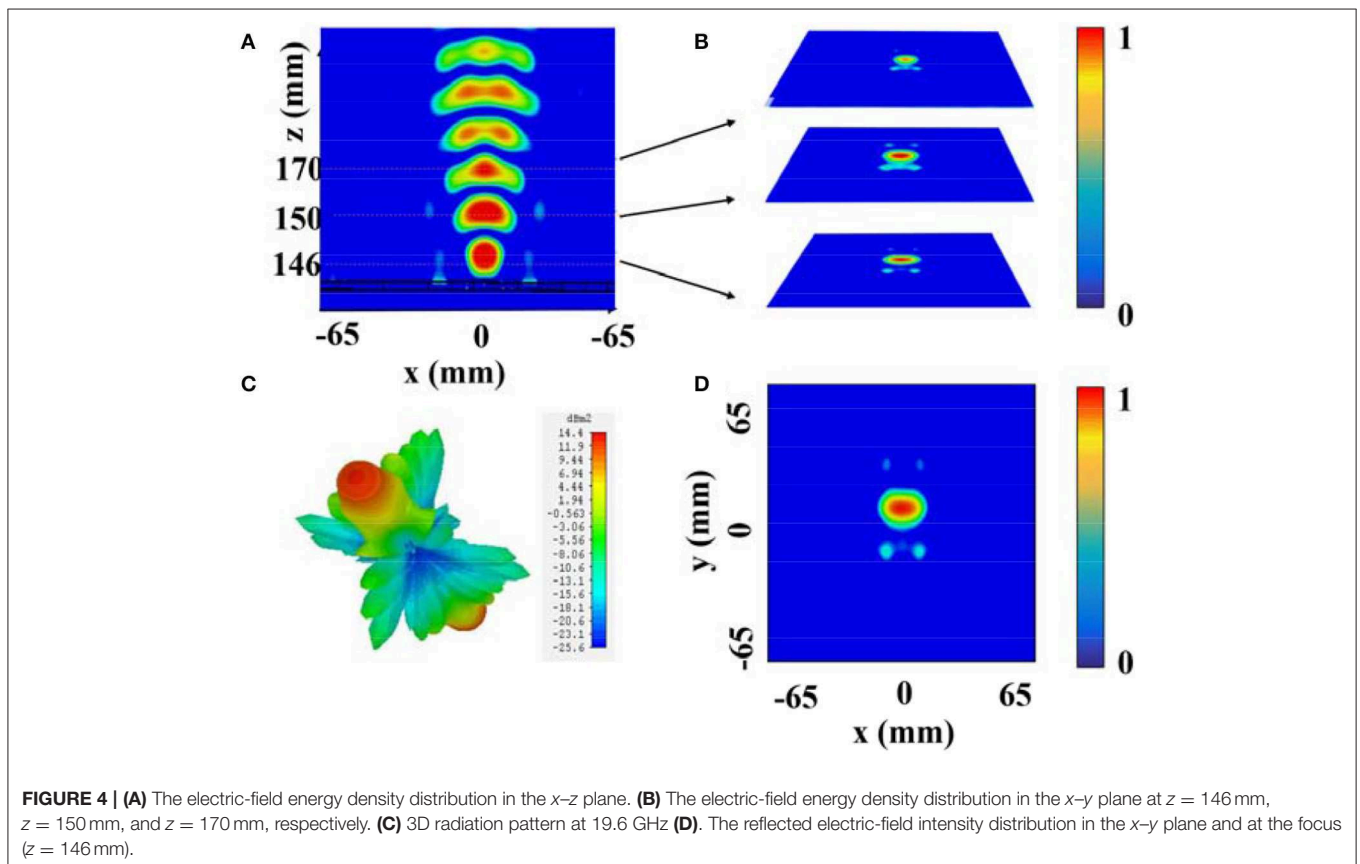 A
z (mm)
170
150
146
-65
0
-65
x (mm)
B
1
0
C
dBm2
14.4
11.9
9.44
6.94
4.44
1.94
-0.563
-3.06
-5.56
-8.06
-10.6
-13.1
-15.6
-18.1
-20.6
-23.1
-25.6
D
y (mm)
65
0
-65
-65
0
65
x (mm)
1
0
FIGURE 4 | (A) The electric-field energy density distribution in the x–z plane. (B) The electric-field energy density distribution in the x–y plane at z = 146 mm,
z = 150 mm, and z = 170 mm, respectively. (C) 3D radiation pattern at 19.6 GHz (D). The reflected electric-field intensity distribution in the x–y plane and at the focus
(z = 146 mm).